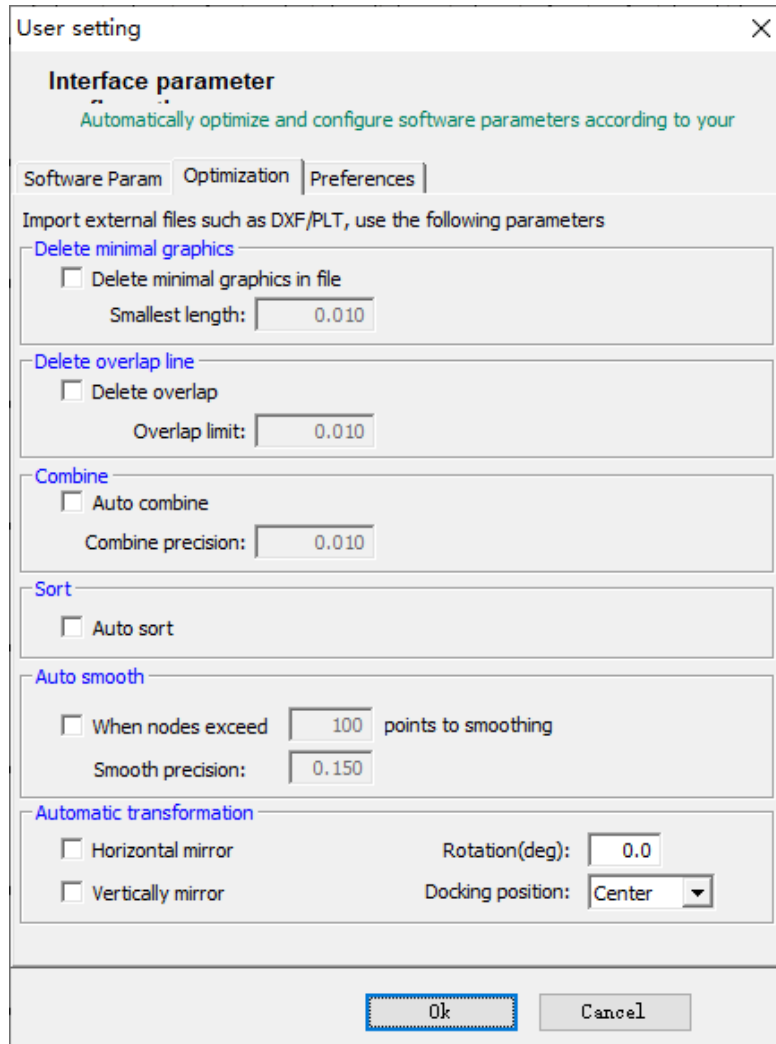 User setting
Interface parameter
Automatically optimize and configure software parameters according to your
Software Param Optimization Preferences
Import external files such as DXF/PLT, use the following parameters
Delete minimal graphics
Delete minimal graphics in file
Smallest length: 0.010
Delete overlap line
Delete overlap
Overlap limit: 0.010
Combine
Auto combine
Combine precision: 0.010
Sort
Auto sort
Auto smooth
When nodes exceed 100 points to smoothing
Smooth precision: 0.150
Automatic transformation
Horizontal mirror Rotation(deg): 0.0
Vertically mirror Docking position: Center
Ok Cancel